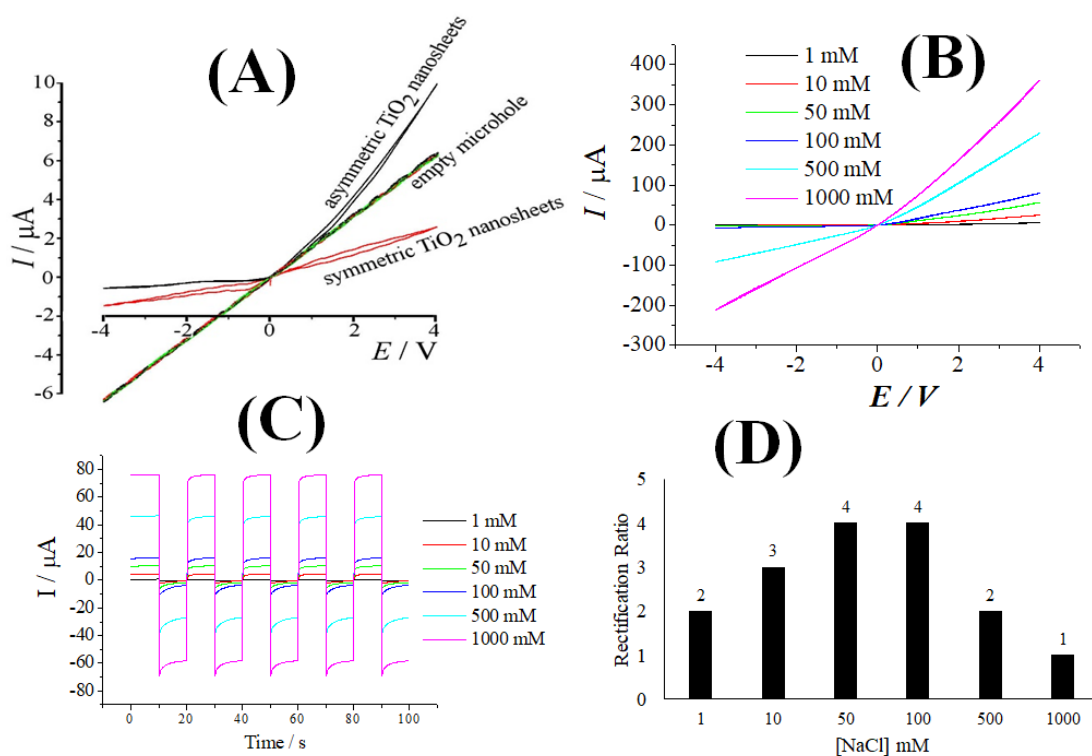 (A)
10
8
6
4
2
0
-2
-4
-6
I / µA
-4
-2
0
2
4
E / V
asymmetric TiO2 nanosheets
empty microhole
symmetric TiO2 nanosheets
(B)
1 mM
10 mM
50 mM
100 mM
500 mM
1000 mM
400
300
200
100
0
-100
-200
-300
I / µA
-4
-2
0
2
4
E / V
(C)
80
60
40
20
0
-20
-40
-60
-80
I / µA
0
20
40
60
80
100
Time / s
1 mM
10 mM
50 mM
100 mM
500 mM
1000 mM
(D)
5
4
3
2
1
0
Rectification Ratio
2
3
4
4
2
1
1
10
50
100
500
1000
[NaCl] mM